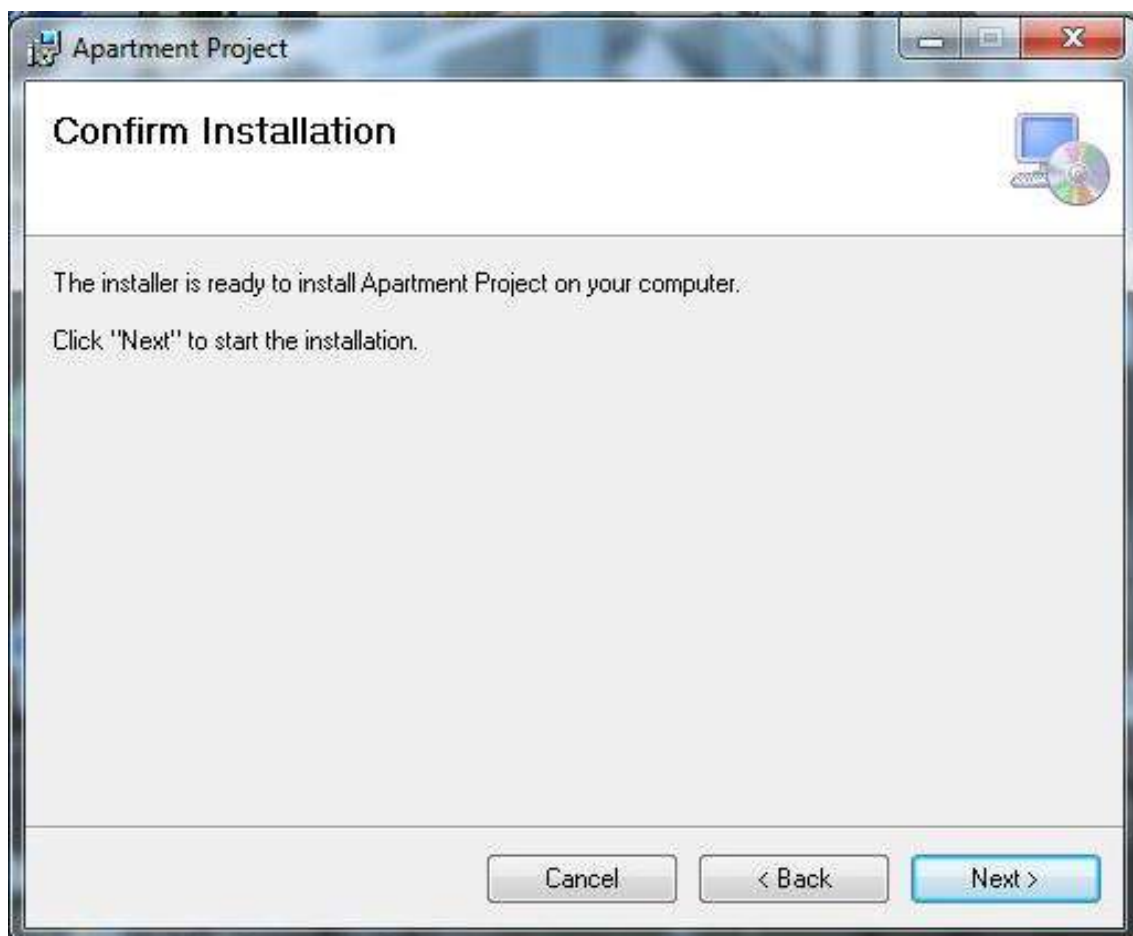 Apartment Project
Confirm Installation
The installer is ready to install Apartment Project on your computer.
Click "Next" to start the installation.
Cancel
< Back
Next >